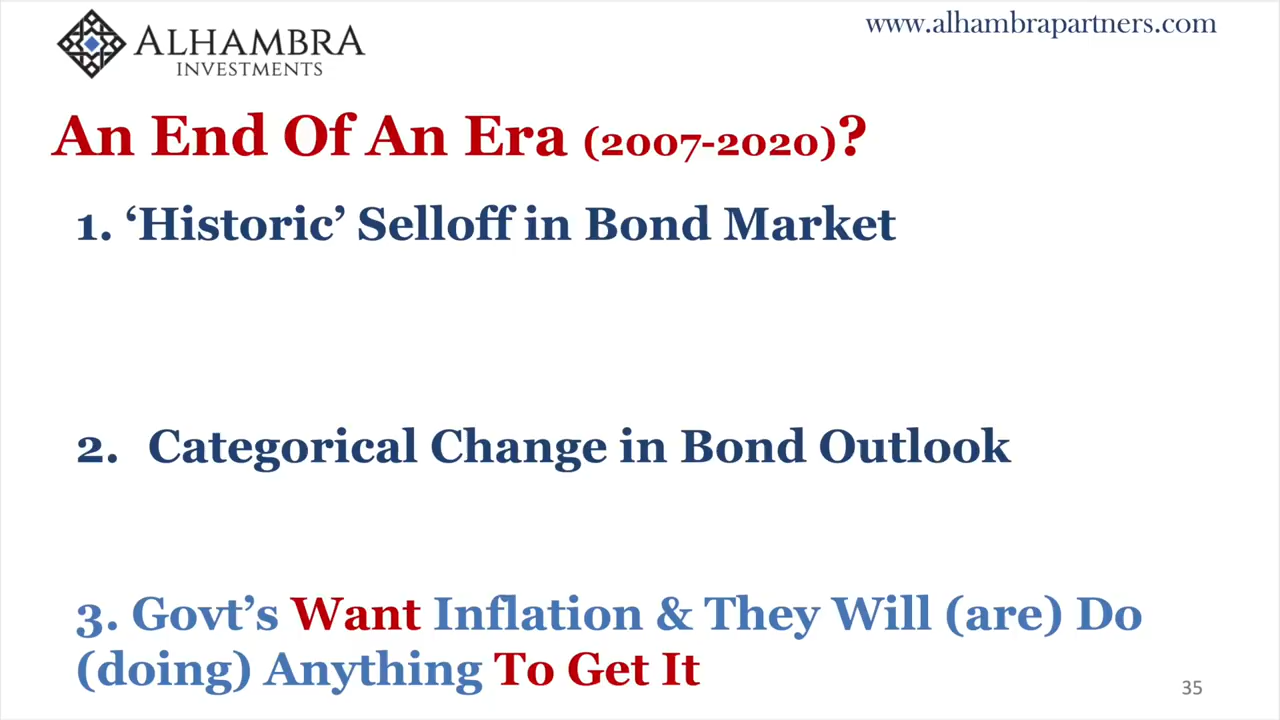 ALHAMBRA
INVESTMENTS
www.alhambrapartners.com
An End Of An Era (2007-2020)?
1. ‘Historic’ Selloff in Bond Market
2. Categorical Change in Bond Outlook
3. Govt’s Want Inflation & They Will (are) Do
(doing) Anything To Get It
35